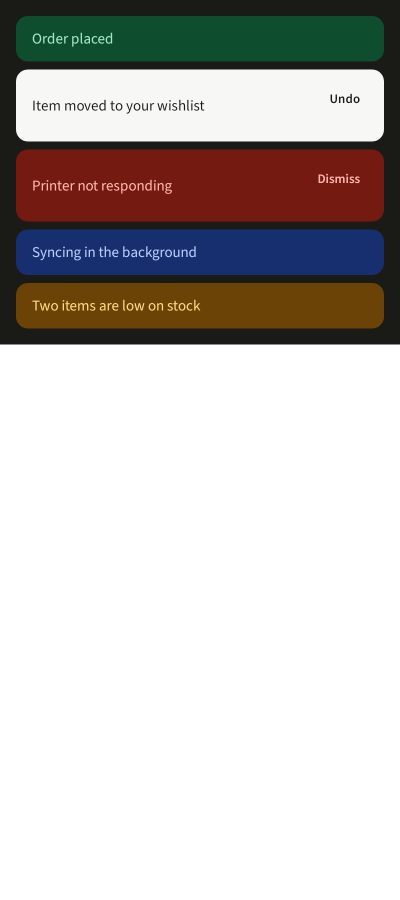 Order placed
Item moved to your wishlist
Undo
Printer not responding
Dismiss
Syncing in the background
Two items are low on stock